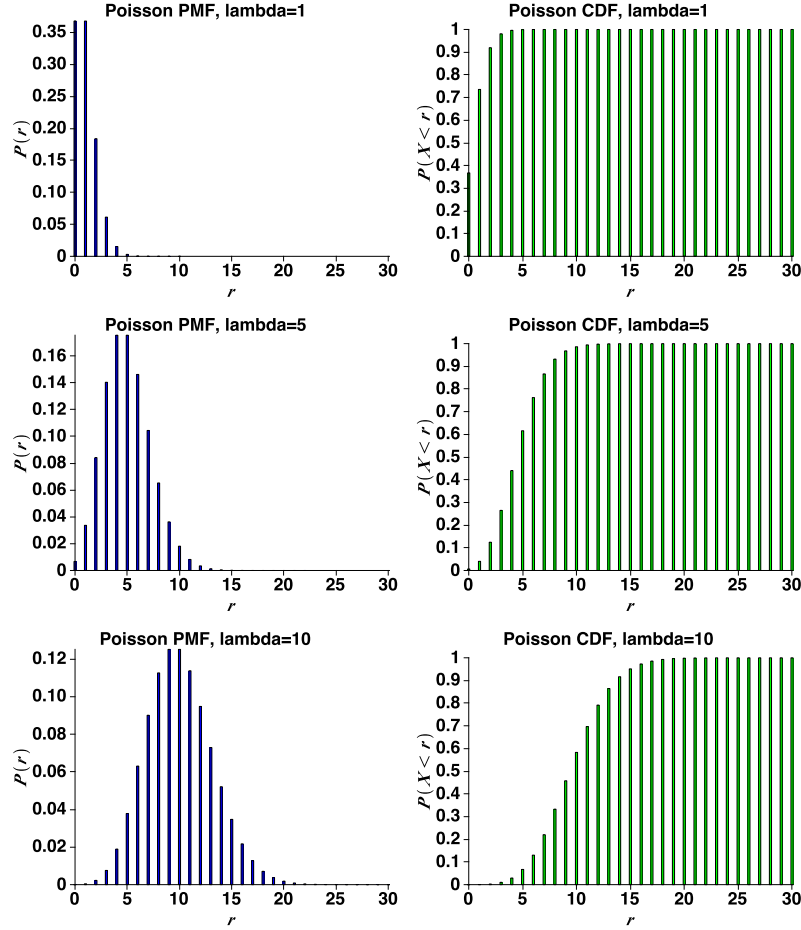 Poisson PMF, lambda=1
0.35
0.30
0.25
0.20
0.15
0.10
0.05
0
P(r)
0 5 10 15 20 25 30
r
Poisson CDF, lambda=1
1
0.9
0.8
0.7
0.6
0.5
0.4
0.3
0.2
0.1
0
P(X < r)
0 5 10 15 20 25 30
r
Poisson PMF, lambda=5
0.16
0.14
0.12
0.10
0.08
0.06
0.04
0.02
0
P(r)
0 5 10 15 20 25 30
r
Poisson CDF, lambda=5
1
0.9
0.8
0.7
0.6
0.5
0.4
0.3
0.2
0.1
0
P(X < r)
0 5 10 15 20 25 30
r
Poisson PMF, lambda=10
0.12
0.10
0.08
0.06
0.04
0.02
0
P(r)
0 5 10 15 20 25 30
r
Poisson CDF, lambda=10
1
0.9
0.8
0.7
0.6
0.5
0.4
0.3
0.2
0.1
0
P(X < r)
0 5 10 15 20 25 30
r